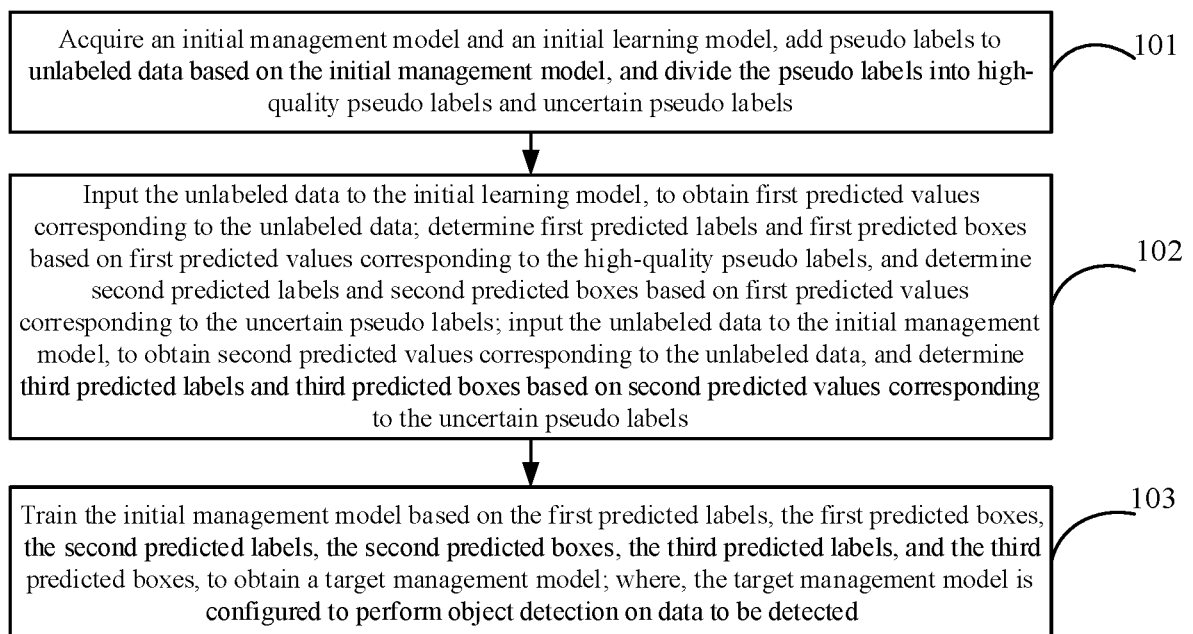 Acquire an initial management model and an initial learning model, add pseudo labels to
unlabeled data based on the initial management model, and divide the pseudo labels into high-
quality pseudo labels and uncertain pseudo labels
101
Input the unlabeled data to the initial learning model, to obtain first predicted values
corresponding to the unlabeled data; determine first predicted labels and first predicted boxes
based on first predicted values corresponding to the high-quality pseudo labels, and determine
second predicted labels and second predicted boxes based on first predicted values
corresponding to the uncertain pseudo labels; input the unlabeled data to the initial management
model, to obtain second predicted values corresponding to the unlabeled data, and determine
third predicted labels and third predicted boxes based on second predicted values corresponding
to the uncertain pseudo labels
102
Train the initial management model based on the first predicted labels, the first predicted boxes,
the second predicted labels, the second predicted boxes, the third predicted labels, and the third
predicted boxes, to obtain a target management model; where, the target management model is
configured to perform object detection on data to be detected
103